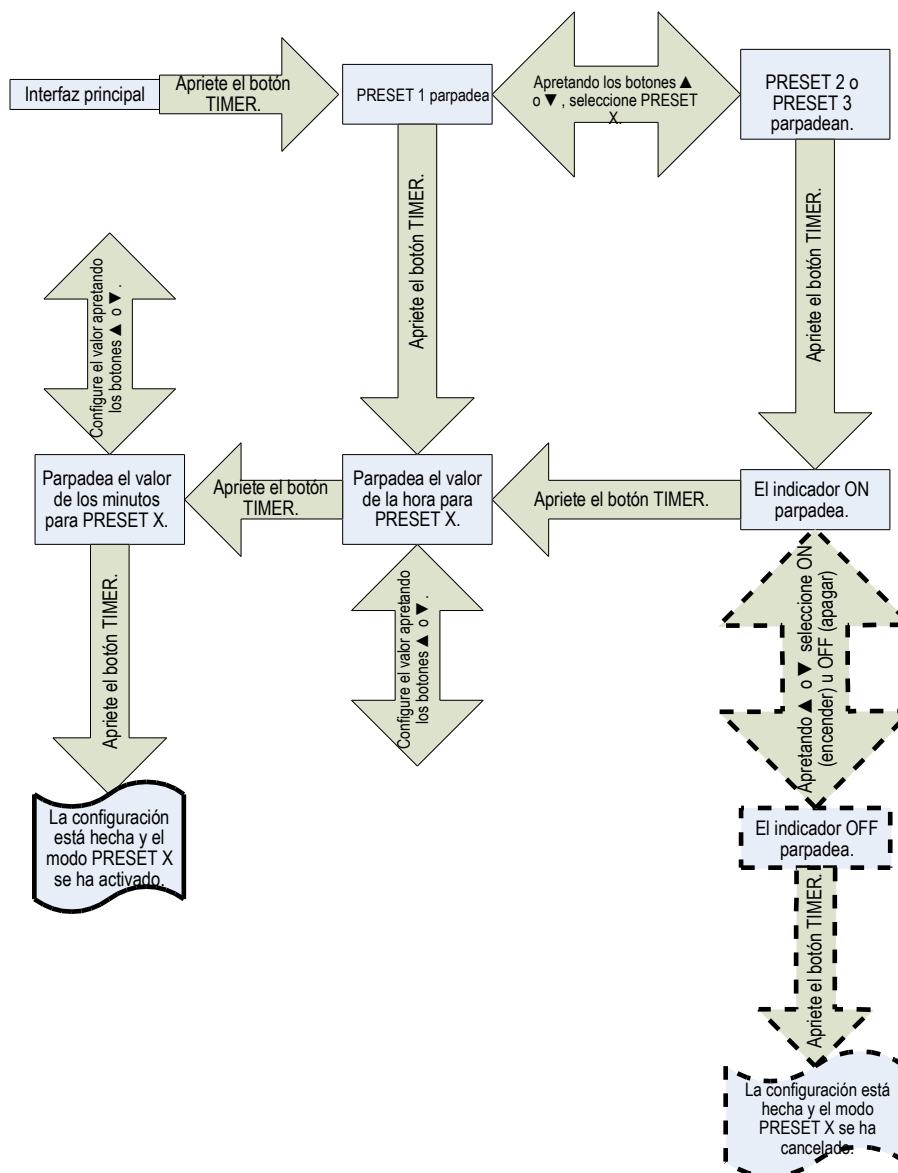 Interfaz principal
Apriete el botón
TIMER.
PRESET 1 parpadea
Apretando los botones ▲
o ▼ , seleccione PRESET
X.
PRESET 2 o
PRESET 3
parpadean.
Apriete el botón TIMER.
Apriete el botón TIMER.
Configure el valor apretando
los botones ▲ o ▼ .
Parpadea el valor
de los minutos
para PRESET X.
Apriete el botón
TIMER.
Parpadea el valor
de la hora para
PRESET X.
Apriete el botón TIMER.
El indicador ON
parpadea.
Apriete el botón TIMER.
Configure el valor apretando
los botones ▲ o ▼ .
Apretando ▲ o ▼ seleccione ON
(encender) u OFF (apagar)
La configuración
está hecha y el
modo PRESET X
se ha activado.
El indicador OFF
parpadea.
Apriete el botón TIMER.
La configuración está
hecha y el modo
PRESET X se ha
cancelado.